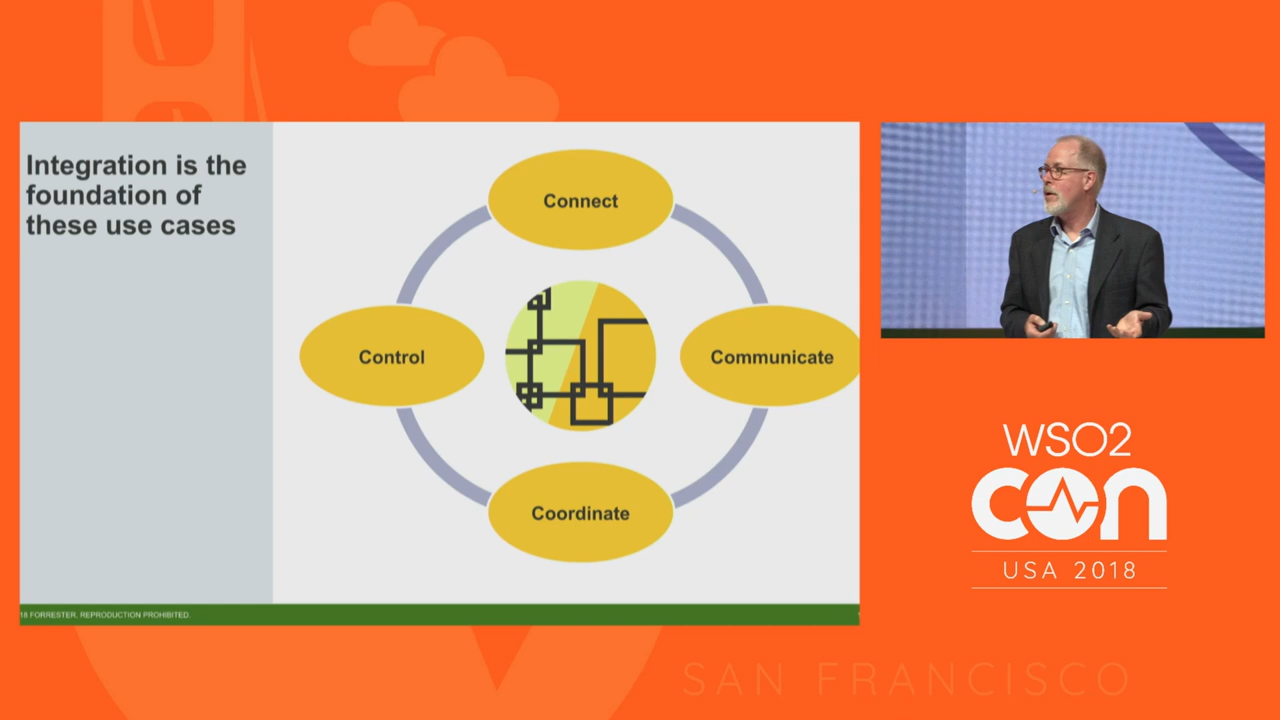 Integration is the
foundation of
these use cases
Connect
Control
Communicate
Coordinate
18 FORRESTER. REPRODUCTION PROHIBITED.
WSO2
con
USA 2018
SAN FRANCISCO